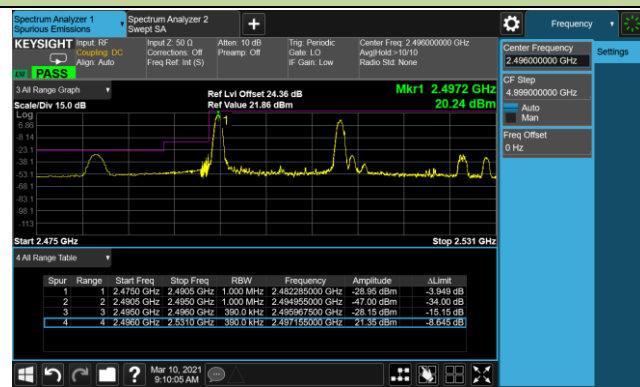 Spectrum Analyzer 1
Spurious Emissions
Spectrum Analyzer 2
Swept SA
Frequency
KEYSIGHT
Input: RF
Coupling: DC
Align: Auto
Input Z: 50 Ω
Corrections: Off
Freq Ref: Int (S)
Atten: 10 dB
Preamp: Off
Trig: Periodic
Gate: LO
IF Gain: Low
Center Freq: 2.496000000 GHz
Avg|Hold:>10/10
Radio Std: None
PASS
Center Frequency
2.496000000 GHz
Settings
CF Step
4.999000000 GHz
Auto
Man
Freq Offset
0 Hz
3 All Range Graph
Scale/Div 15.0 dB
Ref Lvl Offset 24.36 dB
Ref Value 21.86 dBm
Mkr1 2.4972 GHz
20.24 dBm
Log
6.86
-8.14
-23.1
-38.1
-53.1
-68.1
-83.1
-98.1
-113
1
Start 2.475 GHz
Stop 2.531 GHz
4 All Range Table
Spur Range Start Freq Stop Freq RBW Frequency Amplitude ΔLimit
1 1 2.4750 GHz 2.4905 GHz 1.000 MHz 2.482285000 GHz -28.95 dBm -3.949 dB
2 2 2.4905 GHz 2.4950 GHz 1.000 MHz 2.494955000 GHz -47.00 dBm -34.00 dB
3 3 2.4950 GHz 2.4960 GHz 390.0 kHz 2.495967500 GHz -28.15 dBm -15.15 dB
4 4 2.4960 GHz 2.5310 GHz 390.0 kHz 2.497155000 GHz 21.35 dBm -8.645 dB
Mar 10, 2021
9:10:05 AM